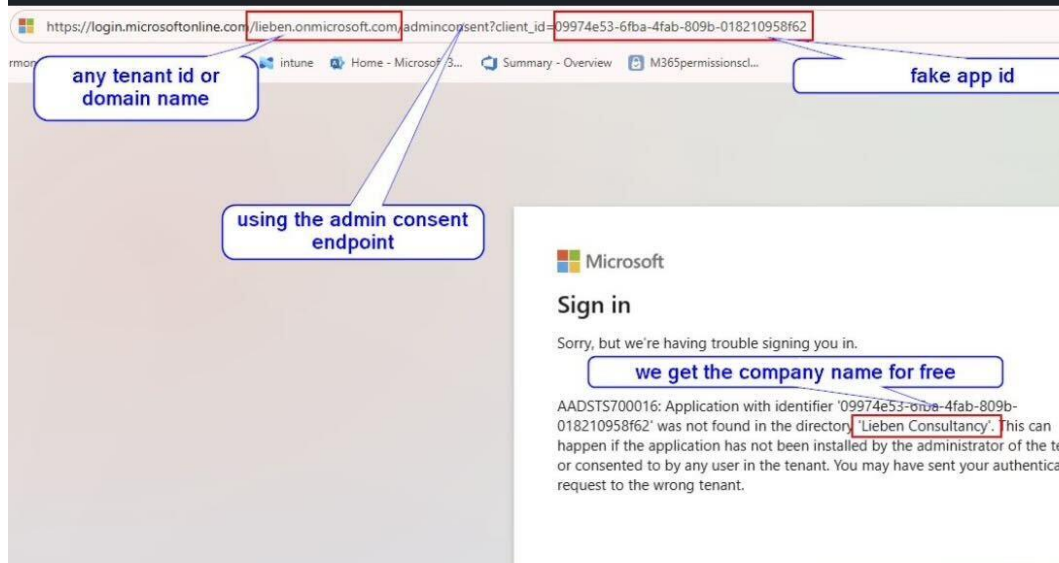 https://login.microsoftonline.com/lieben.onmicrosoft.com/adminconsent?client_id=09974e53-6fba-4fab-809b-018210958f62
intune Home - Microsoft 3... Summary - Overview M365permissionscl...
any tenant id or
domain name
fake app id
using the admin consent
endpoint
Microsoft
Sign in
Sorry, but we're having trouble signing you in.
we get the company name for free
AADSTS700016: Application with identifier '09974e53-6fba-4fab-809b-
018210958f62' was not found in the directory 'Lieben Consultancy'. This can
happen if the application has not been installed by the administrator of the te
or consented to by any user in the tenant. You may have sent your authentica
request to the wrong tenant.